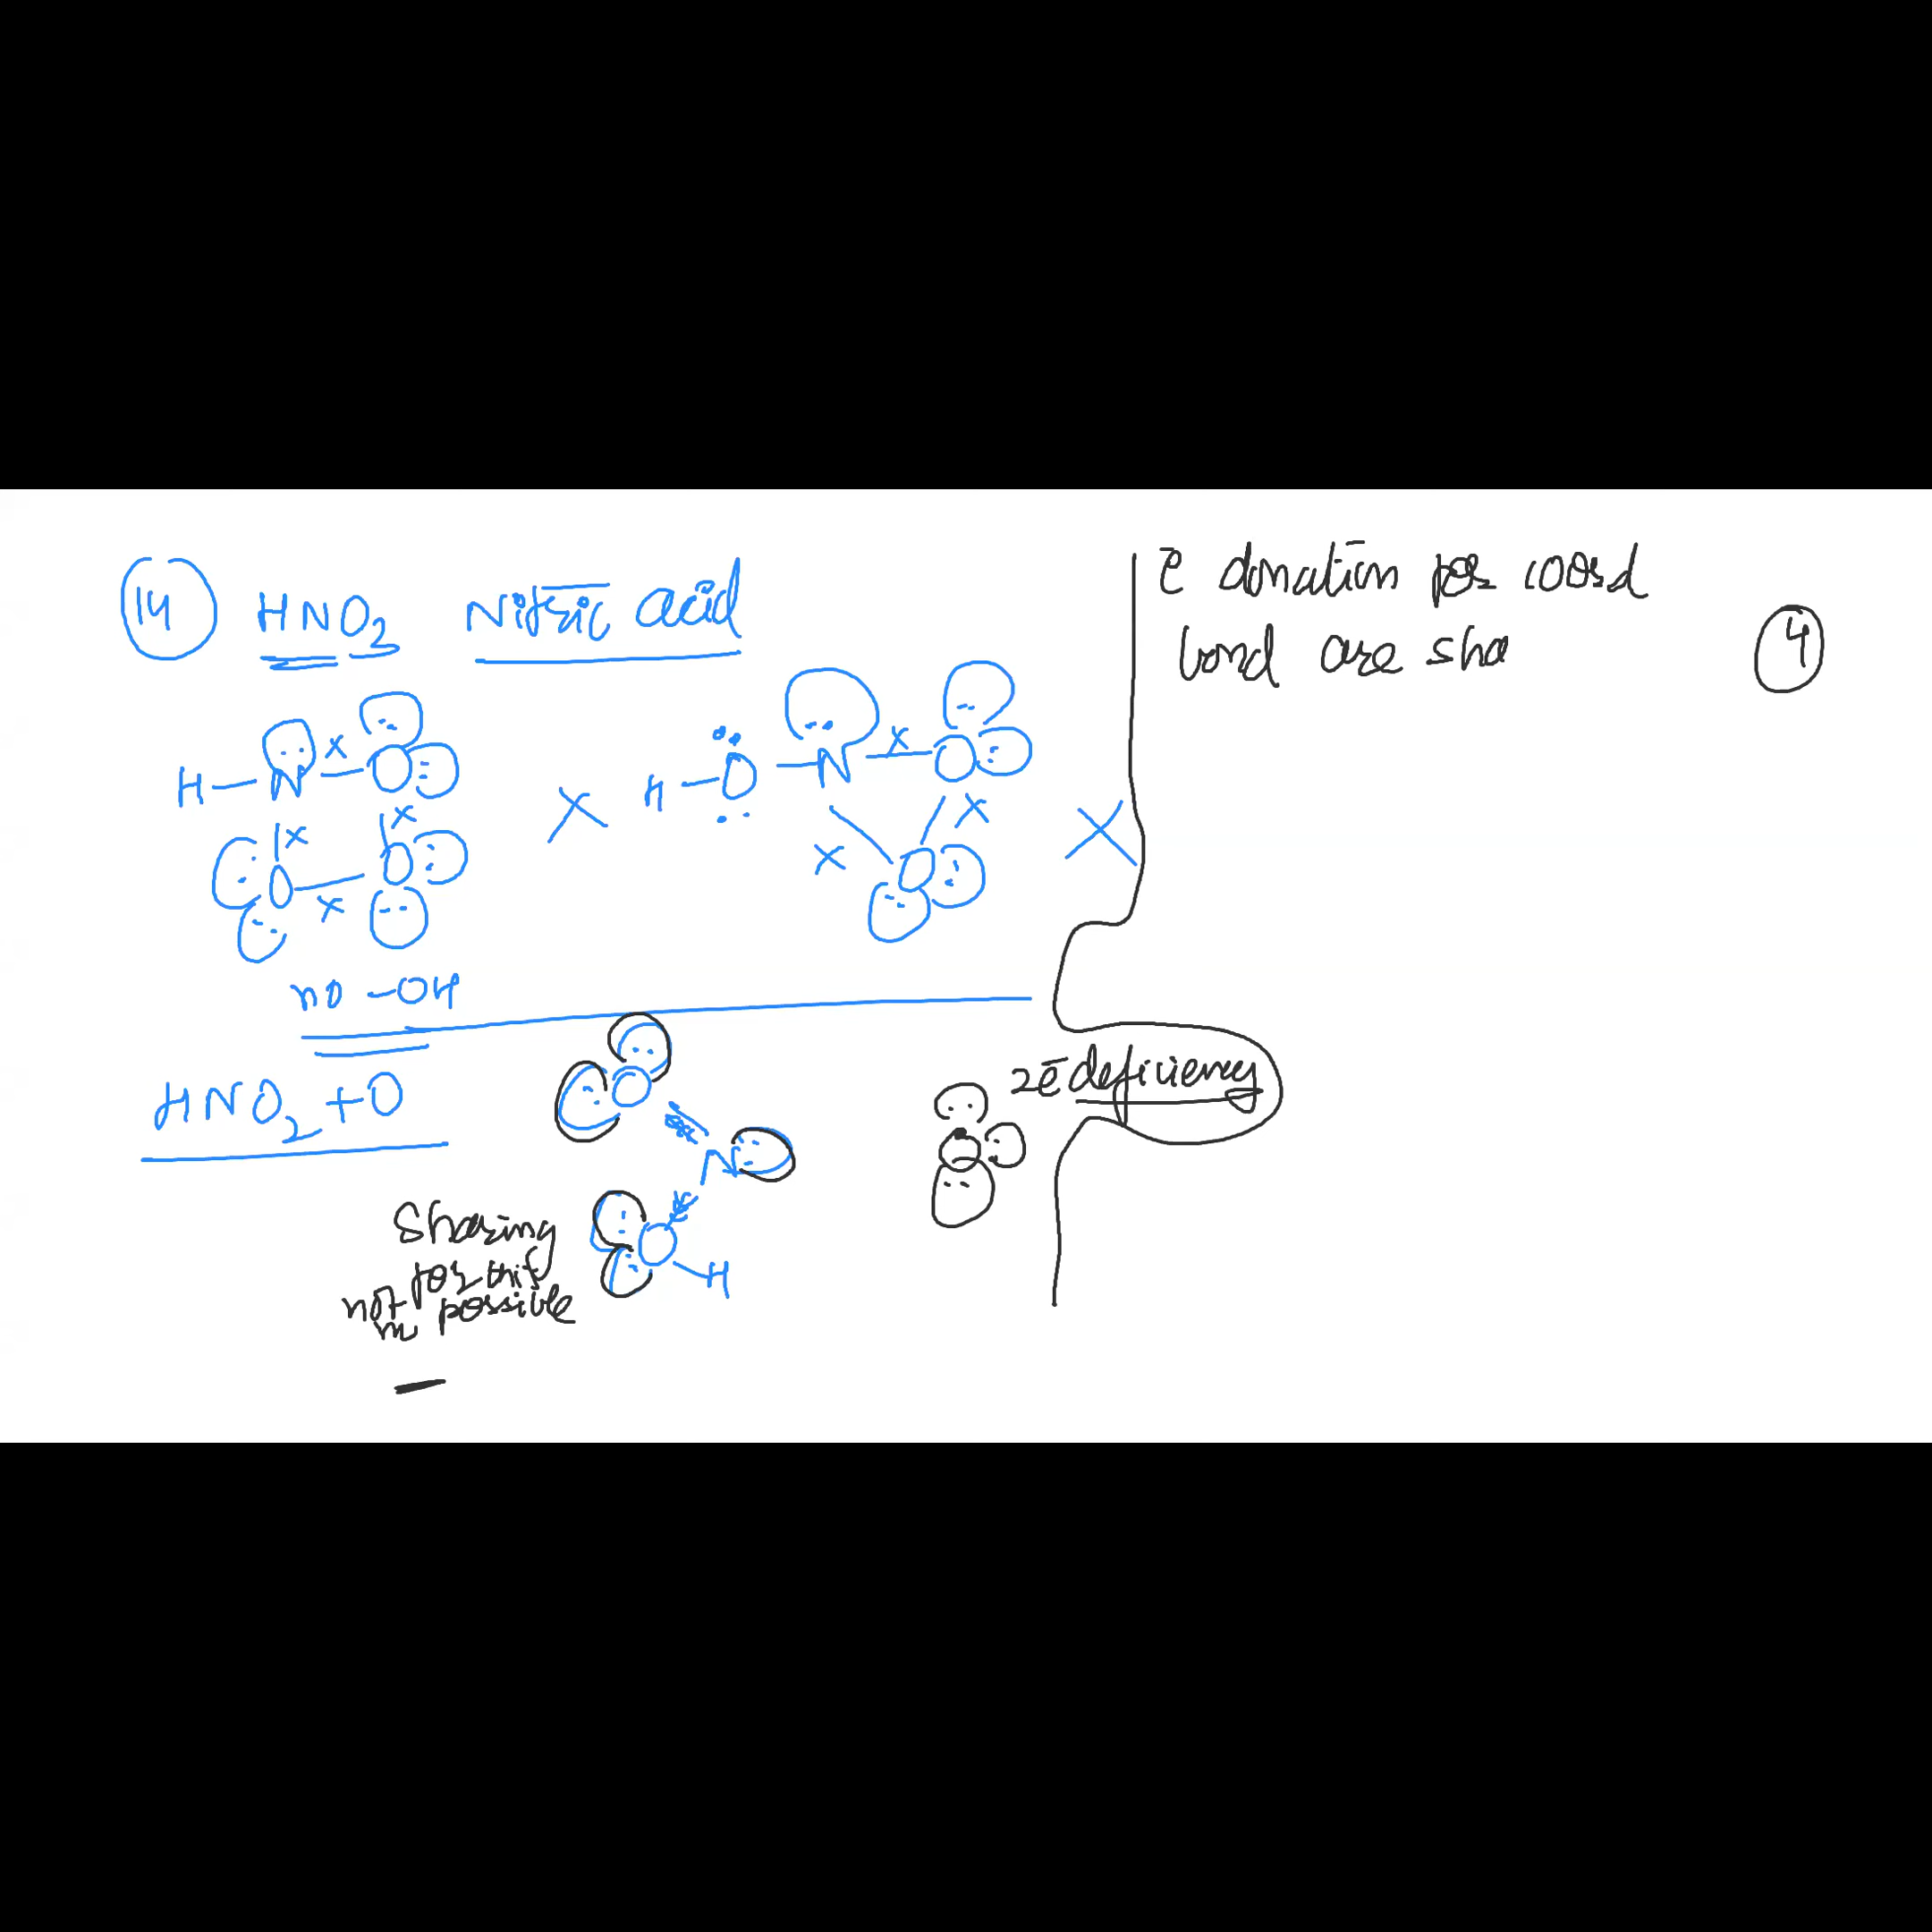 14 HNO3 Nitric acid
H—N—O
O—O
no -OH
H—O—N—O
O
HNO2 + O
O
N
O—H
Sharing
for this
not possible
O
ē donation for coord
bond are sha
4
2ē deficiency